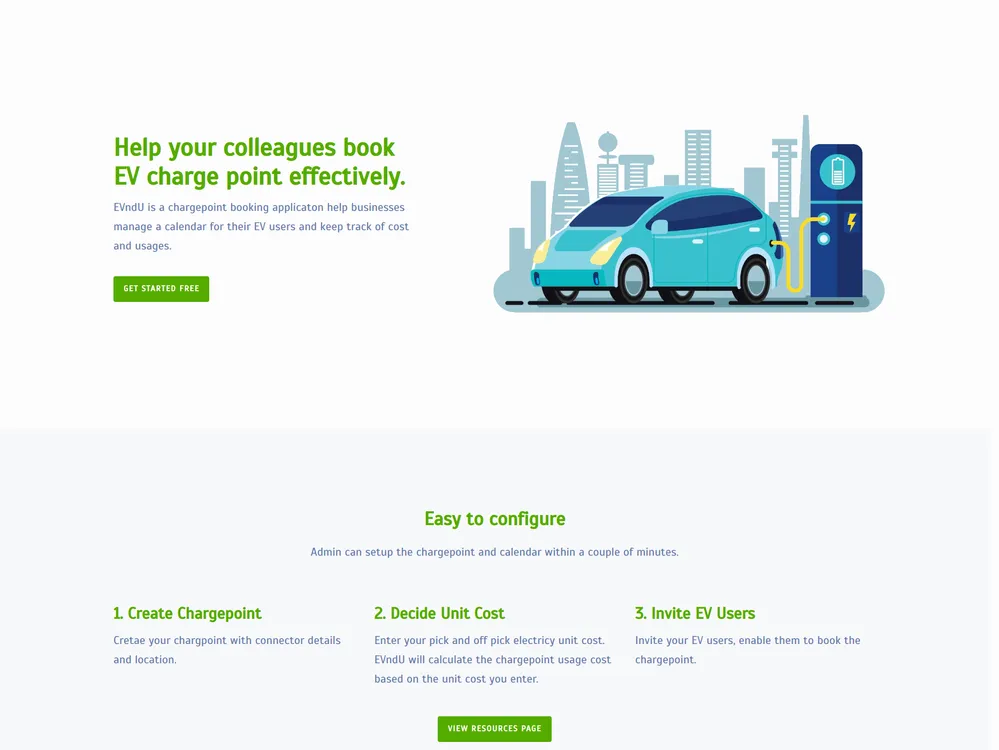 Help your colleagues book
EV charge point effectively.
EVndU is a chargepoint booking applicaton help businesses
manage a calendar for their EV users and keep track of cost
and usages.
GET STARTED FREE
Easy to configure
Admin can setup the chargepoint and calendar within a couple of minutes.
1. Create Chargepoint
Cretae your chargpoint with connector details
and location.
2. Decide Unit Cost
Enter your pick and off pick electricy unit cost.
EVndU will calculate the chargepoint usage cost
based on the unit cost you enter.
3. Invite EV Users
Invite your EV users, enable them to book the
chargepoint.
VIEW RESOURCES PAGE